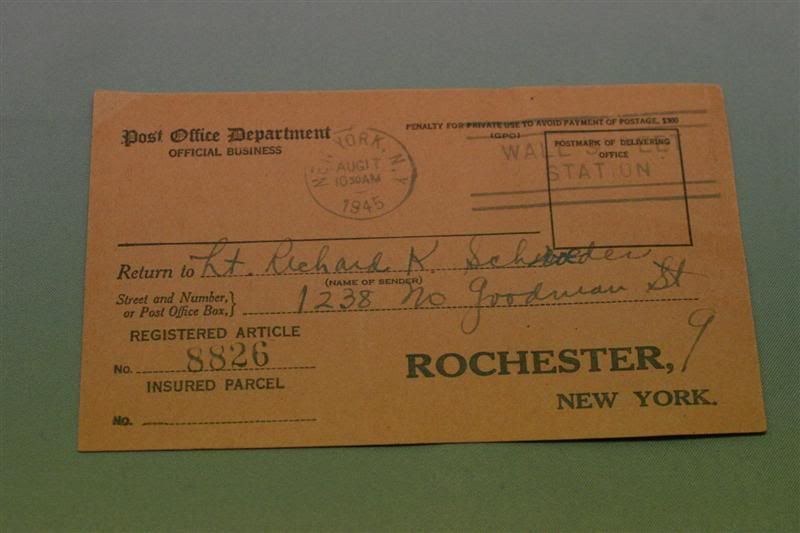 Post Office Department
OFFICIAL BUSINESS
NEW YORK, N.Y.
AUG 17
10 30 AM
1945
PENALTY FOR PRIVATE USE TO AVOID PAYMENT OF POSTAGE, $300
(GPO)
WALL STREET
STATION
POSTMARK OF DELIVERING
OFFICE
Return to Lt. Richard K. Schroeder
(NAME OF SENDER)
Street and Number,
or Post Office Box,} 1238 No Goodman St
REGISTERED ARTICLE
No. 8826
INSURED PARCEL
No.
ROCHESTER, 9
NEW YORK.